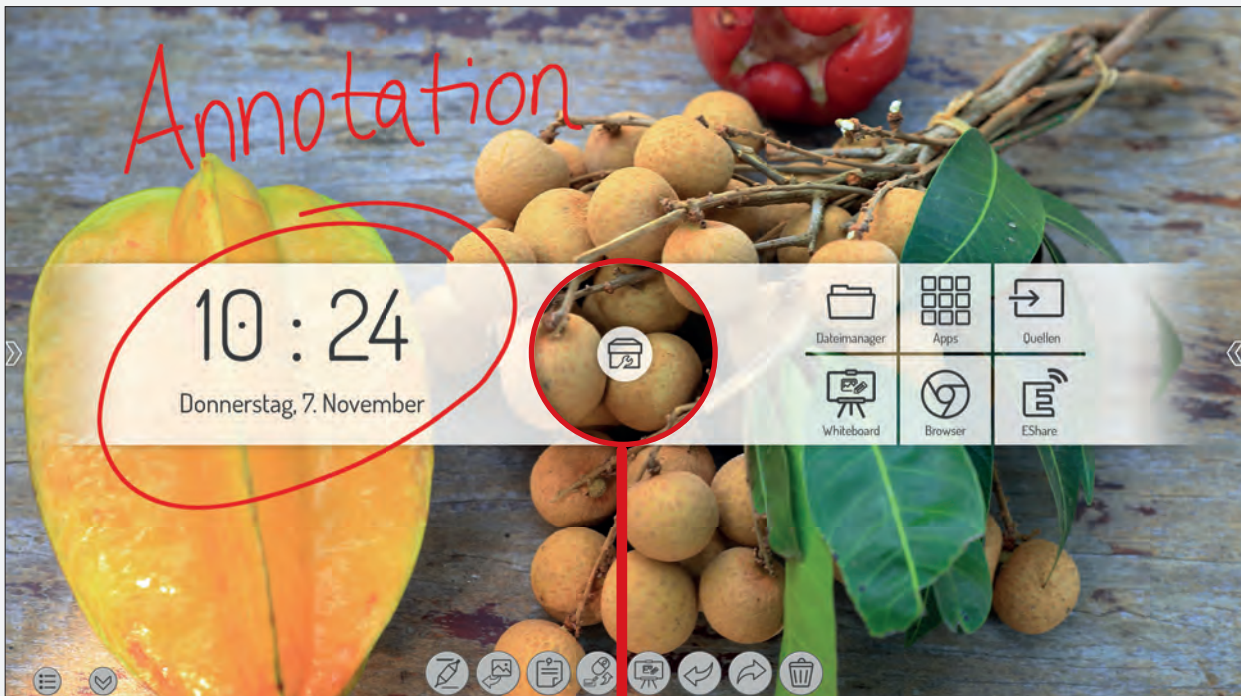 Annotation
10 : 24
Donnerstag, 7. November
Dateimanager Apps Quellen
Whiteboard Browser EShare